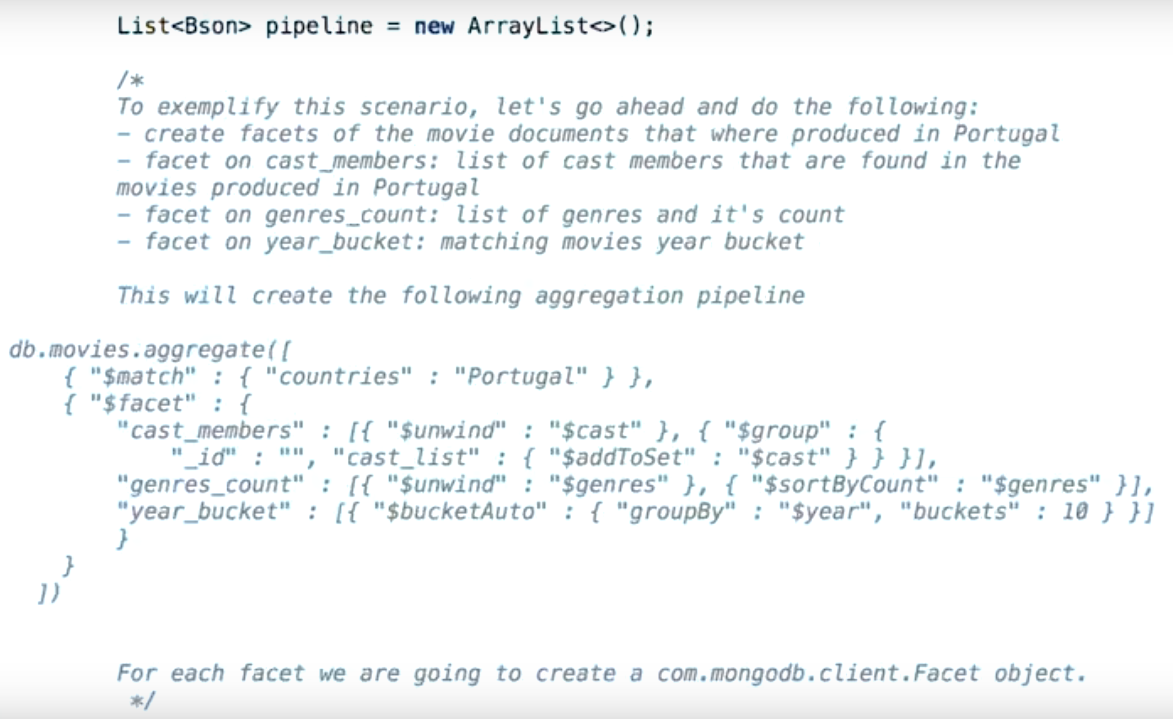 List<Bson> pipeline = new ArrayList<>();
/*
To exemplify this scenario, let's go ahead and do the following:
- create facets of the movie documents that where produced in Portugal
- facet on cast_members: list of cast members that are found in the
movies produced in Portugal
- facet on genres_count: list of genres and it's count
- facet on year_bucket: matching movies year bucket
This will create the following aggregation pipeline
db.movies.aggregate([
{ "$match" : { "countries" : "Portugal" } },
{ "$facet" : {
"cast_members" : [{ "$unwind" : "$cast" }, { "$group" : {
"_id" : "", "cast_list" : { "$addToSet" : "$cast" } } }],
"genres_count" : [{ "$unwind" : "$genres" }, { "$sortByCount" : "$genres" }],
"year_bucket" : [{ "$bucketAuto" : { "groupBy" : "$year", "buckets" : 10 } }]
}
}
])
For each facet we are going to create a com.mongodb.client.Facet object.
*/